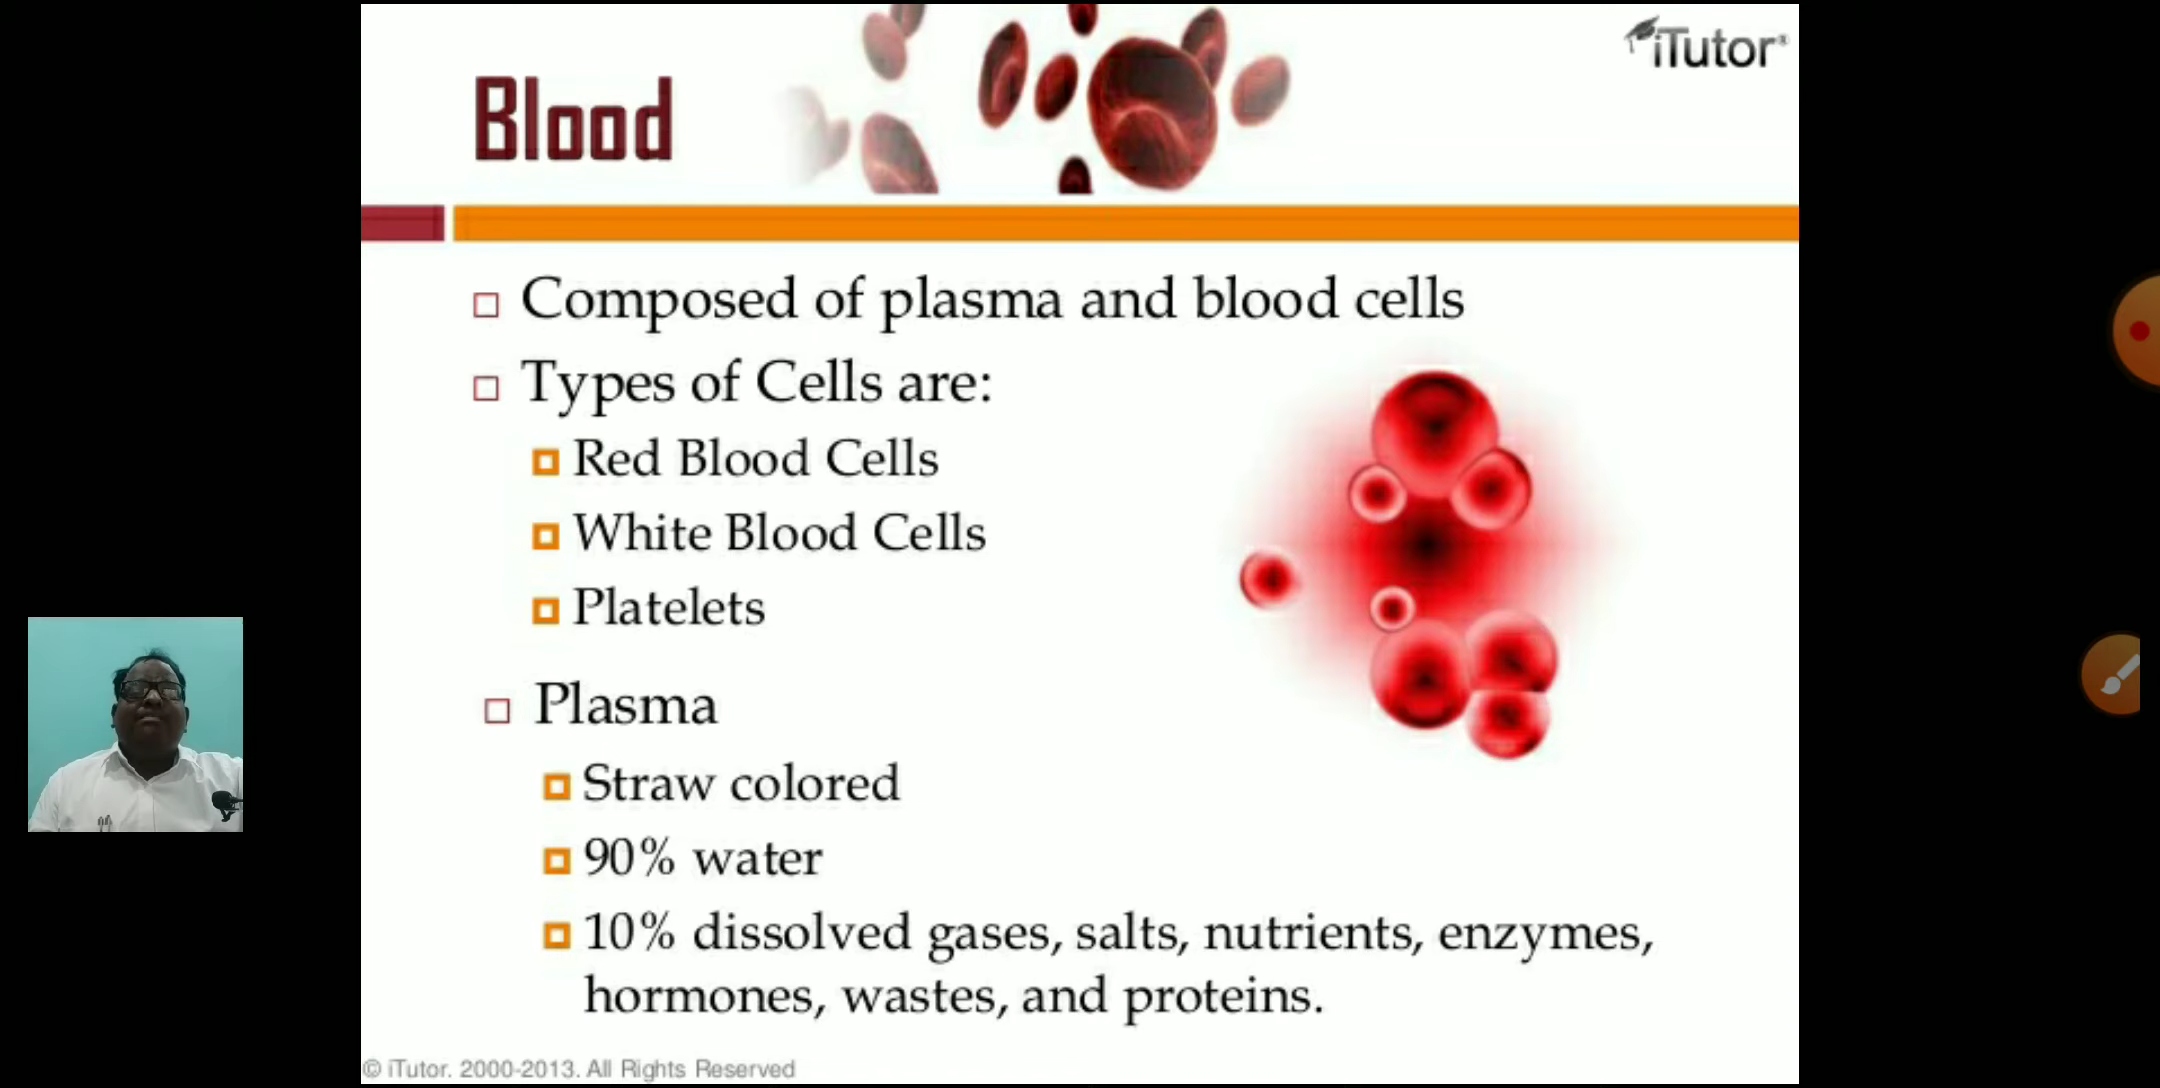 iTutor®
Blood
Composed of plasma and blood cells
Types of Cells are:
Red Blood Cells
White Blood Cells
Platelets
Plasma
Straw colored
90% water
10% dissolved gases, salts, nutrients, enzymes,
hormones, wastes, and proteins.
© iTutor. 2000-2013. All Rights Reserved